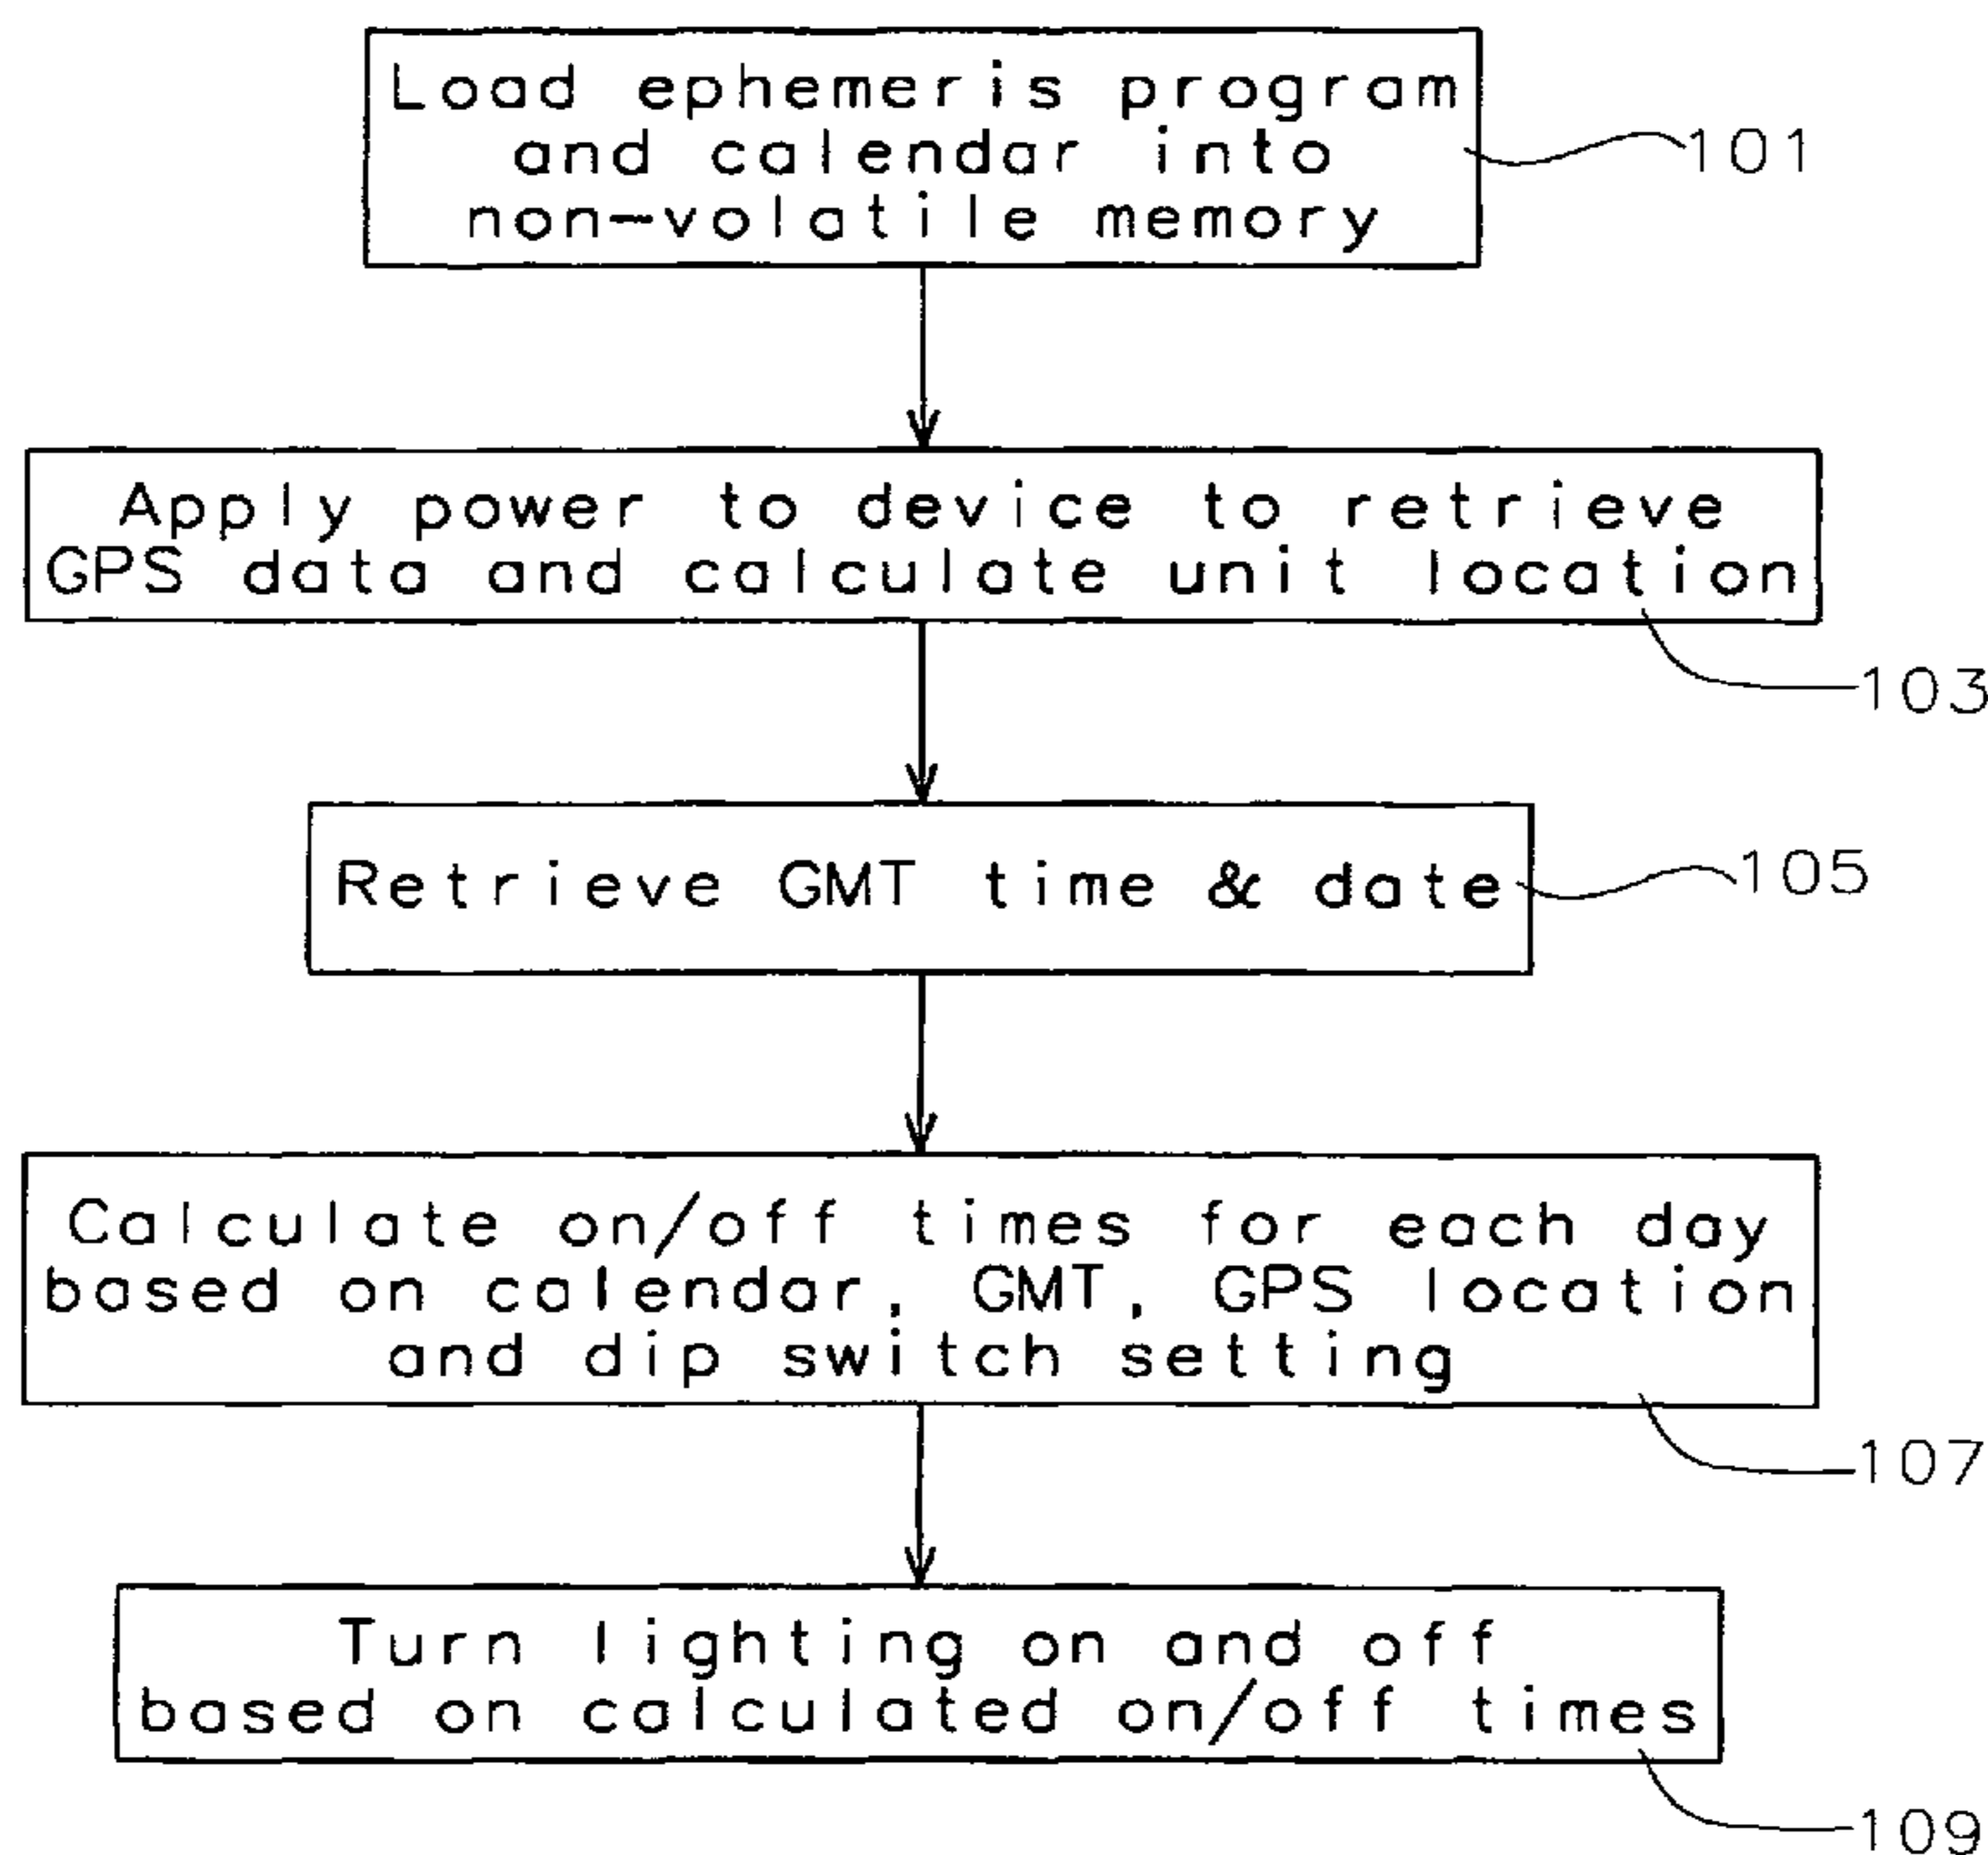 Load ephemeris program
and calendar into
non-volatile memory
101
Apply power to device to retrieve
GPS data and calculate unit location
103
Retrieve GMT time & date
105
Calculate on/off times for each day
based on calendar, GMT, GPS location
and dip switch setting
107
Turn lighting on and off
based on calculated on/off times
109